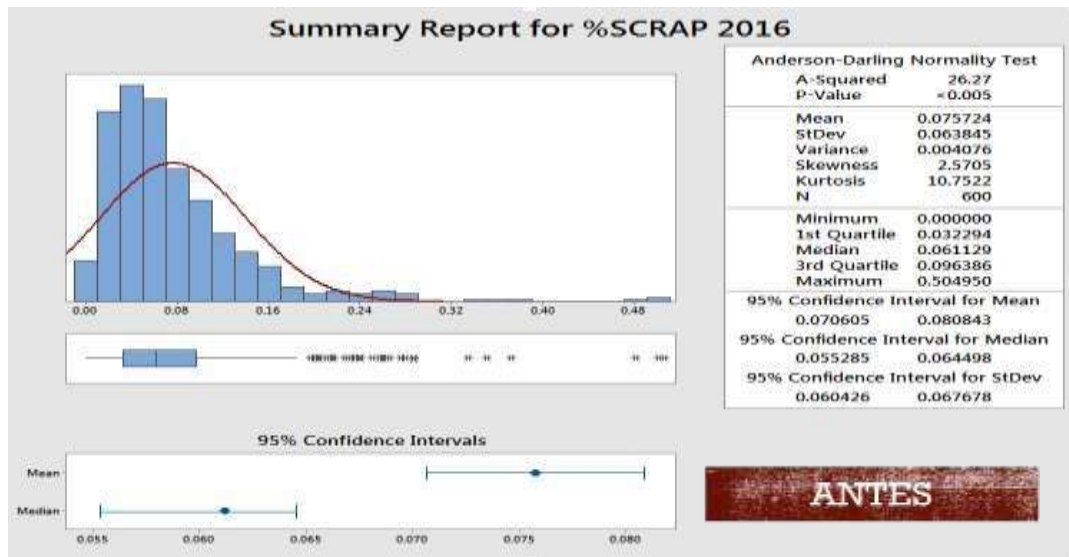 Summary Report for %SCRAP 2016
0.00 0.08 0.16 0.24 0.32 0.40 0.48
95% Confidence Intervals
Mean
Median
0.055 0.060 0.065 0.070 0.075 0.080
Anderson-Darling Normality Test
A-Squared 26.27
P-Value <0.005
Mean 0.075724
StDev 0.063845
Variance 0.004076
Skewness 2.5705
Kurtosis 10.7522
N 600
Minimum 0.000000
1st Quartile 0.032294
Median 0.061129
3rd Quartile 0.096386
Maximum 0.504950
95% Confidence Interval for Mean
0.070605 0.080843
95% Confidence Interval for Median
0.055285 0.064498
95% Confidence Interval for StDev
0.060426 0.067678
ANTES